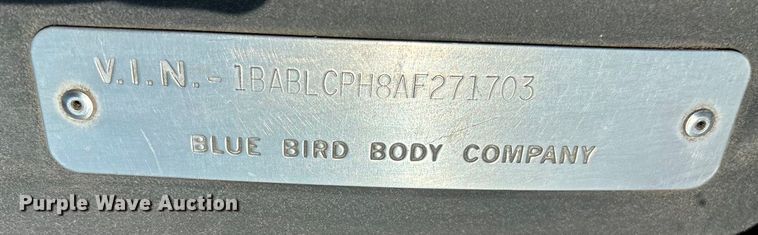 V.I.N.-1BABLCPH8AF271703
BLUE BIRD BODY COMPANY
Purple Wave Auction